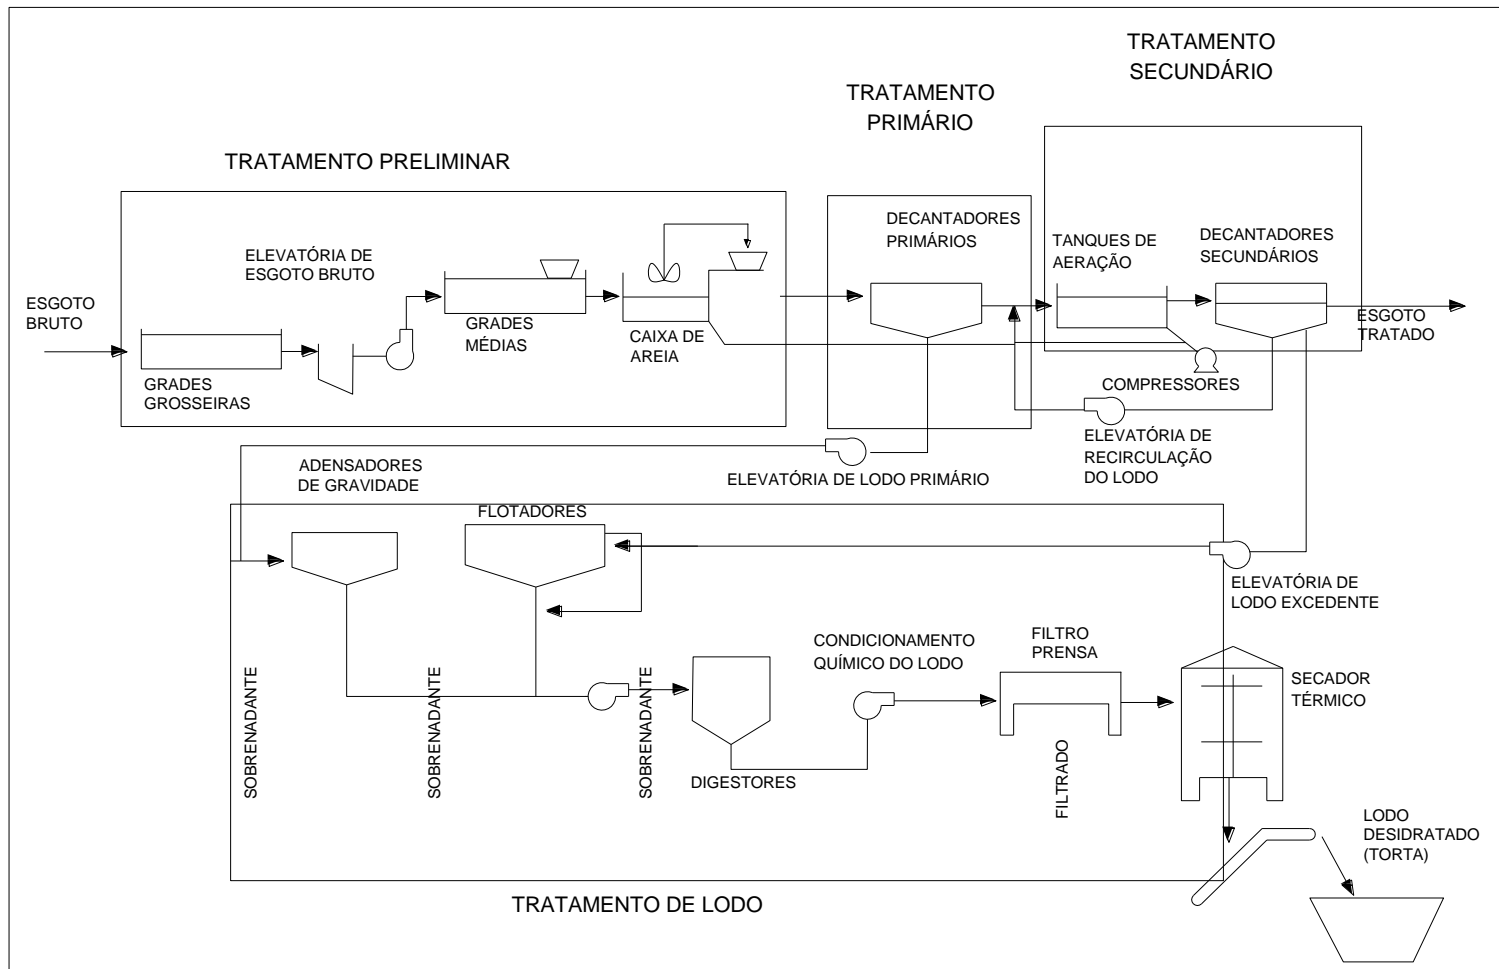 TRATAMENTO
SECUNDÁRIO
TRATAMENTO
PRIMÁRIO
TRATAMENTO PRELIMINAR
DECANTADORES
PRIMÁRIOS
TANQUES DE
AERAÇÃO
DECANTADORES
SECUNDÁRIOS
ELEVATÓRIA DE
ESGOTO BRUTO
ESGOTO
BRUTO
GRADES
MÉDIAS
CAIXA DE
AREIA
ESGOTO
TRATADO
GRADES
GROSSEIRAS
COMPRESSORES
ELEVATÓRIA DE
RECIRCULAÇÃO
DO LODO
ADENSADORES
DE GRAVIDADE
ELEVATÓRIA DE LODO PRIMÁRIO
FLOTADORES
ELEVATÓRIA DE
LODO EXCEDENTE
CONDICIONAMENTO
QUÍMICO DO LODO
FILTRO
PRENSA
SECADOR
TÉRMICO
SOBRENADANTE
SOBRENADANTE
SOBRENADANTE
DIGESTORES
FILTRADO
LODO
DESIDRATADO
(TORTA)
TRATAMENTO DE LODO